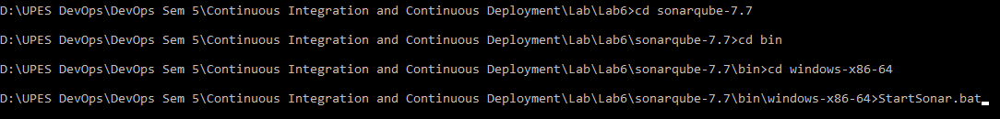 D:\UPES DevOps\DevOps Sem 5\Continuous Integration and Continuous Deployment\Lab\Lab6>cd sonarqube-7.7
D:\UPES DevOps\DevOps Sem 5\Continuous Integration and Continuous Deployment\Lab\Lab6\sonarqube-7.7>cd bin
D:\UPES DevOps\DevOps Sem 5\Continuous Integration and Continuous Deployment\Lab\Lab6\sonarqube-7.7\bin>cd windows-x86-64
D:\UPES DevOps\DevOps Sem 5\Continuous Integration and Continuous Deployment\Lab\Lab6\sonarqube-7.7\bin\windows-x86-64>StartSonar.bat